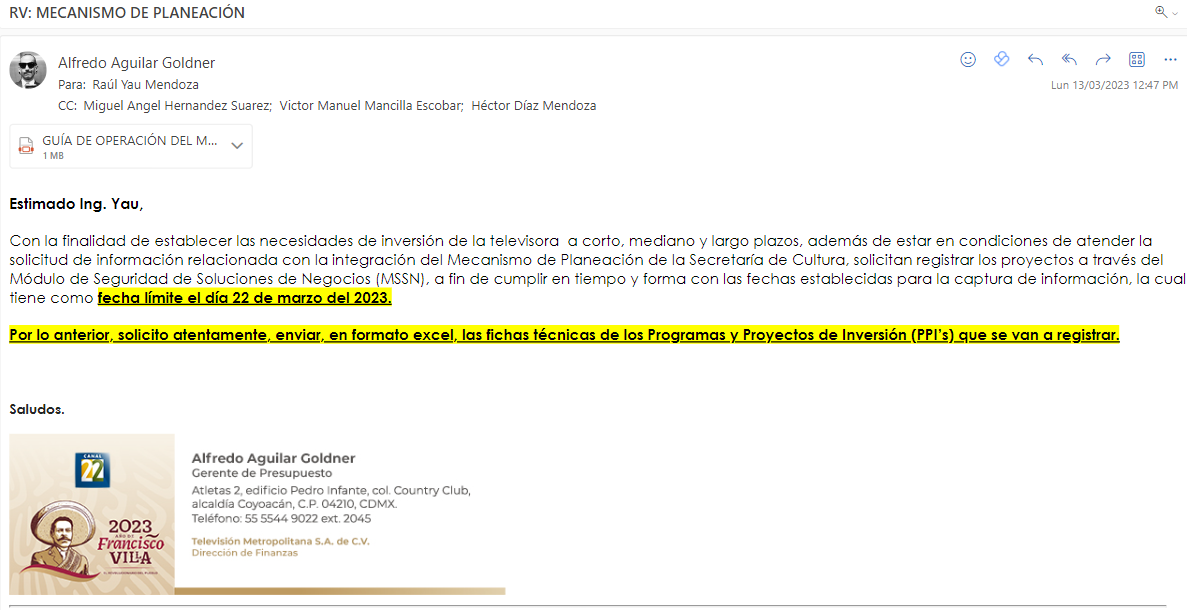 RV: MECANISMO DE PLANEACIÓN
Alfredo Aguilar Goldner
Para: Raúl Yau Mendoza
CC: Miguel Angel Hernandez Suarez; Victor Manuel Mancilla Escobar; Héctor Díaz Mendoza
Lun 13/03/2023 12:47 PM
GUÍA DE OPERACIÓN DEL M...
1 MB
Estimado Ing. Yau,
Con la finalidad de establecer las necesidades de inversión de la televisora a corto, mediano y largo plazos, además de estar en condiciones de atender la
solicitud de información relacionada con la integración del Mecanismo de Planeación de la Secretaría de Cultura, solicitan registrar los proyectos a través del
Módulo de Seguridad de Soluciones de Negocios (MSSN), a fin de cumplir en tiempo y forma con las fechas establecidas para la captura de información, la cual
tiene como fecha límite el día 22 de marzo del 2023.
Por lo anterior, solicito atentamente, enviar, en formato excel, las fichas técnicas de los Programas y Proyectos de Inversión (PPI's) que se van a registrar.
Saludos.
CANAL
22
2023
AÑO DE
Francisco
VILLA
Alfredo Aguilar Goldner
Gerente de Presupuesto
Atletas 2, edificio Pedro Infante, col. Country Club,
alcaldía Coyoacán, C.P. 04210, CDMX.
Teléfono: 55 5544 9022 ext. 2045
Televisión Metropolitana S.A. de C.V.
Dirección de Finanzas